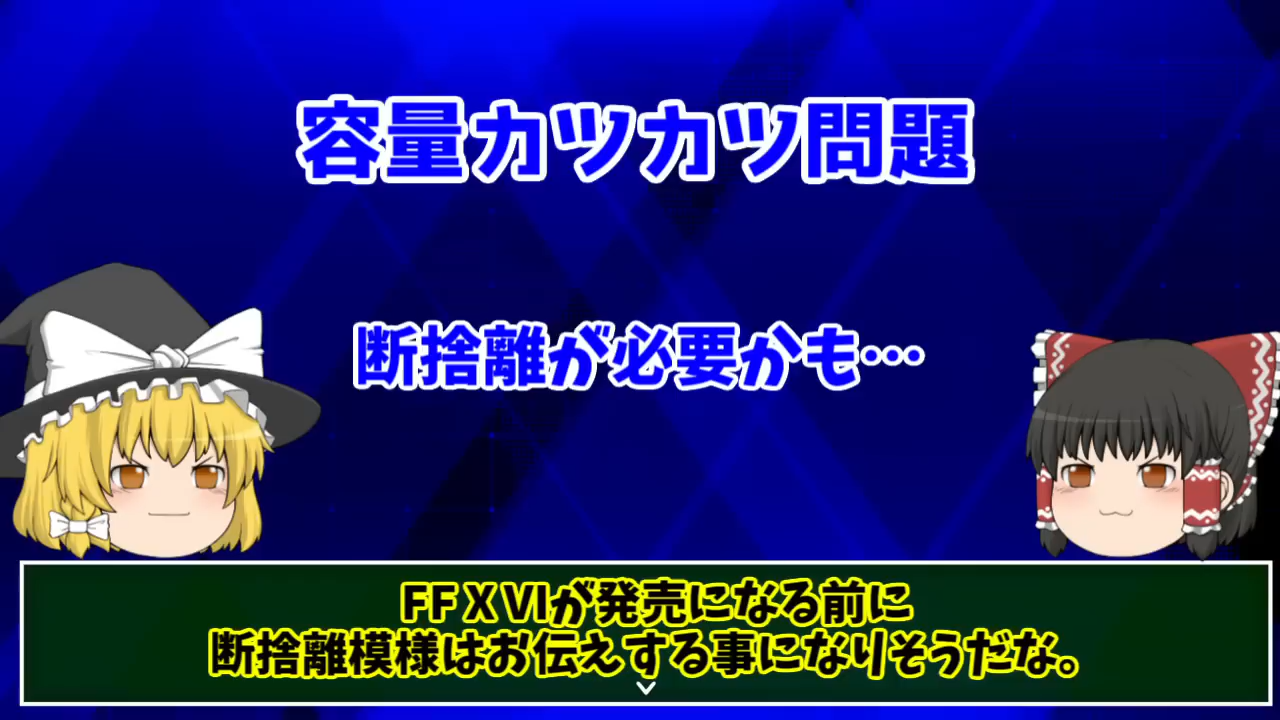 容量カツカツ問題
断捨離が必要かも…
FFⅩⅥが発売になる前に
断捨離模様はお伝えする事になりそうだな。